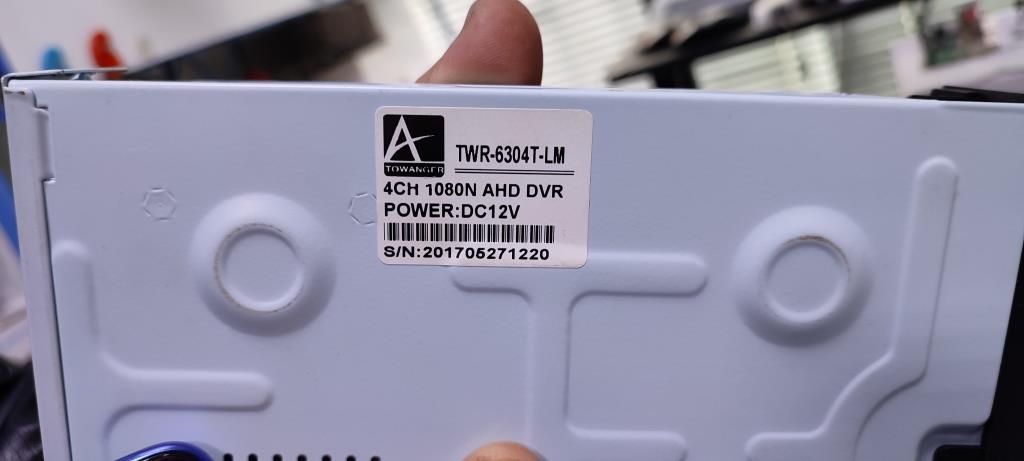 A
TOWANGER
TWR-6304T-LM
4CH 1080N AHD DVR
POWER:DC12V
S/N:201705271220